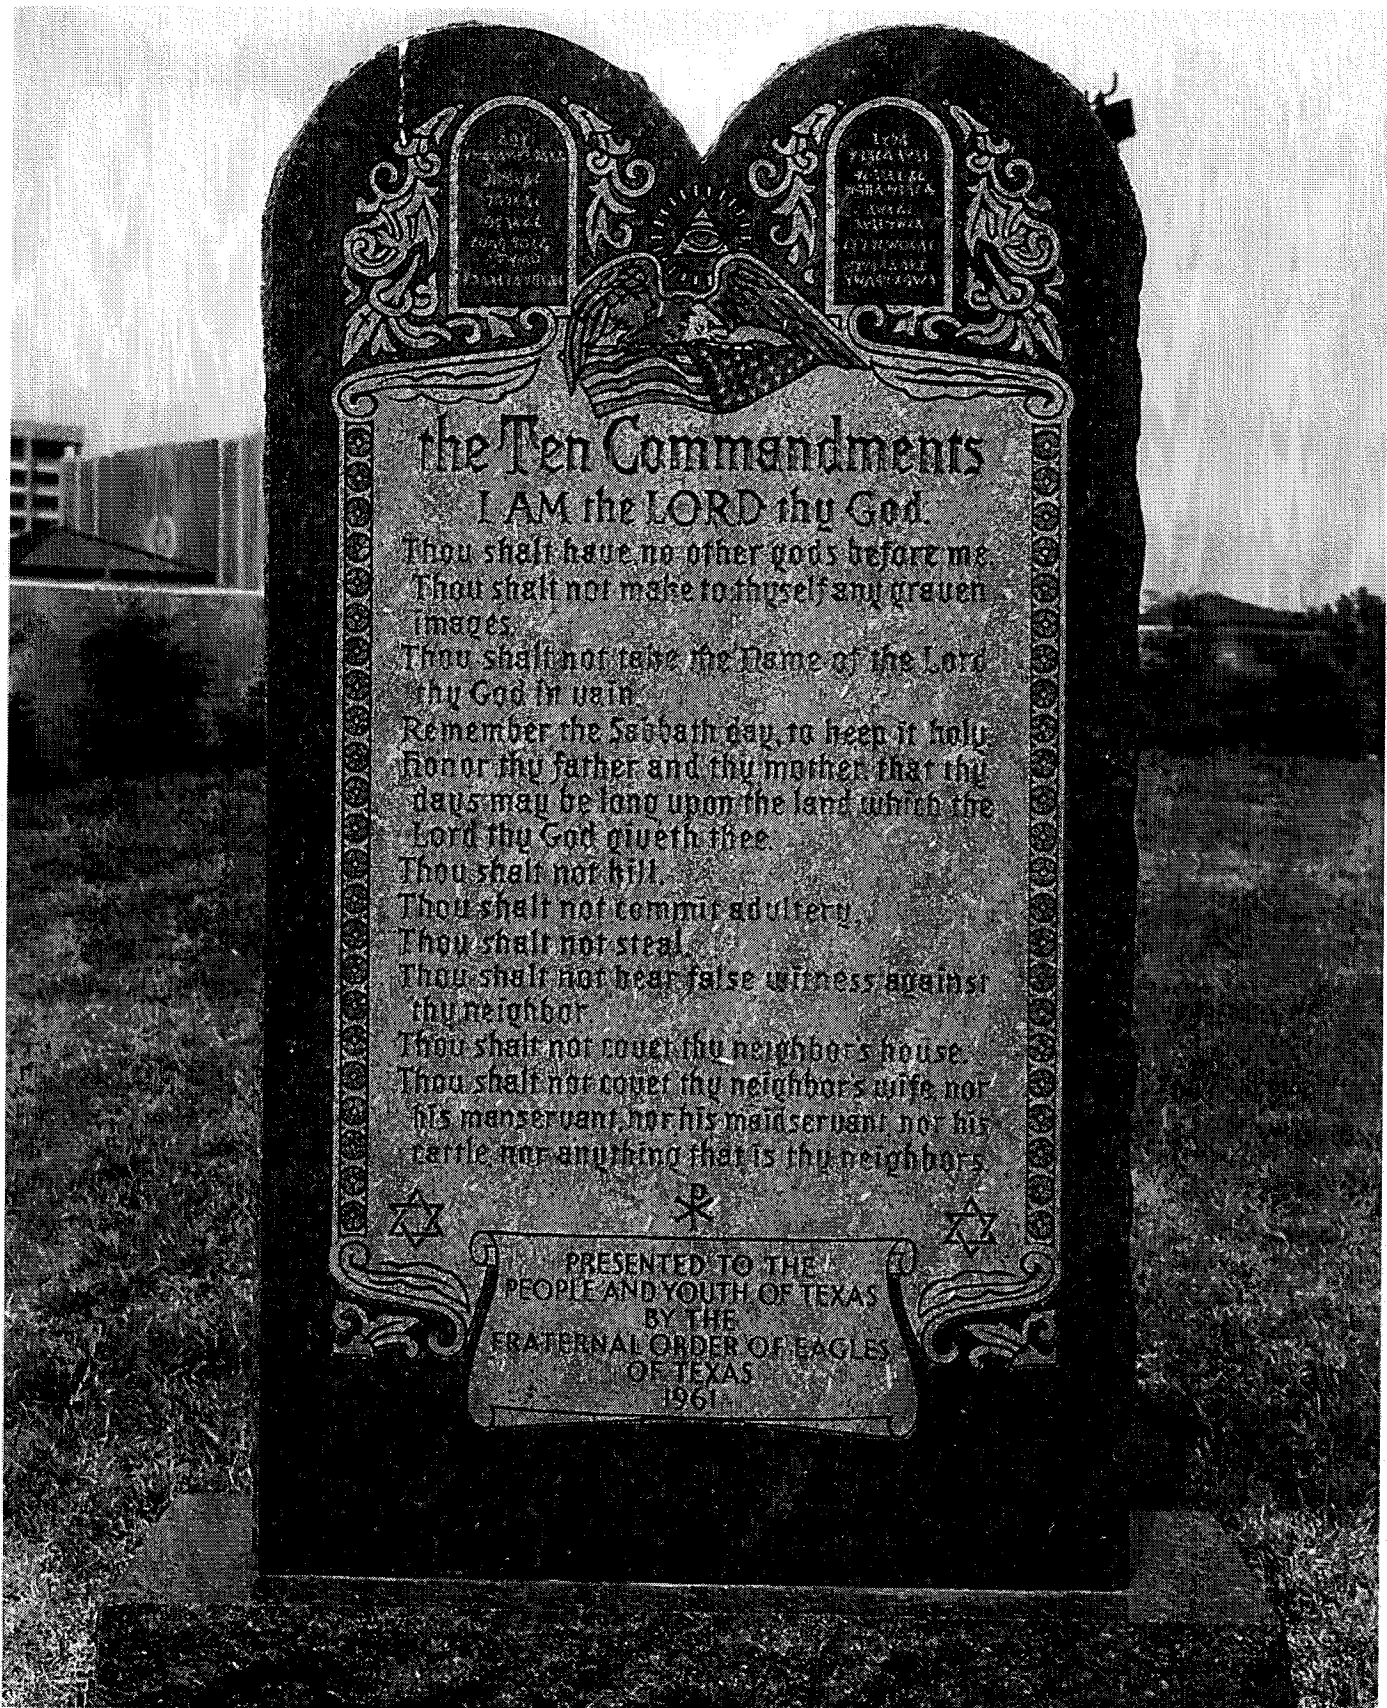 the Ten Commandments
I AM the LORD thy God.
Thou shalt have no other gods before me.
Thou shalt not make to thyself any graven
images.
Thou shalt not take the Name of the Lord
thy God in vain.
Remember the Sabbath day, to keep it holy.
Honor thy father and thy mother, that thy
days may be long upon the land which the
Lord thy God giveth thee.
Thou shalt not kill.
Thou shalt not commit adultery.
Thou shalt not steal.
Thou shalt not bear false witness against
thy neighbor.
Thou shalt not covet thy neighbor's house.
Thou shalt not covet thy neighbor's wife, nor
his manservant, nor his maidservant, nor his
cattle, nor anything that is thy neighbor's.
PRESENTED TO THE
PEOPLE AND YOUTH OF TEXAS
BY THE
FRATERNAL ORDER OF EAGLES
OF TEXAS
1961